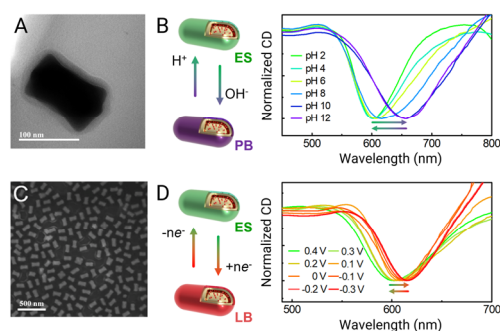 A
100 nm
B
ES
H+
OH-
PB
Normalized CD
pH 2
pH 4
pH 6
pH 8
pH 10
pH 12
500
600
700
800
Wavelength (nm)
C
500 nm
D
ES
-ne-
+ne-
LB
Normalized CD
0.4 V 0.3 V
0.2 V 0.1 V
0 V -0.1 V
-0.2 V -0.3 V
500
600
700
Wavelength (nm)